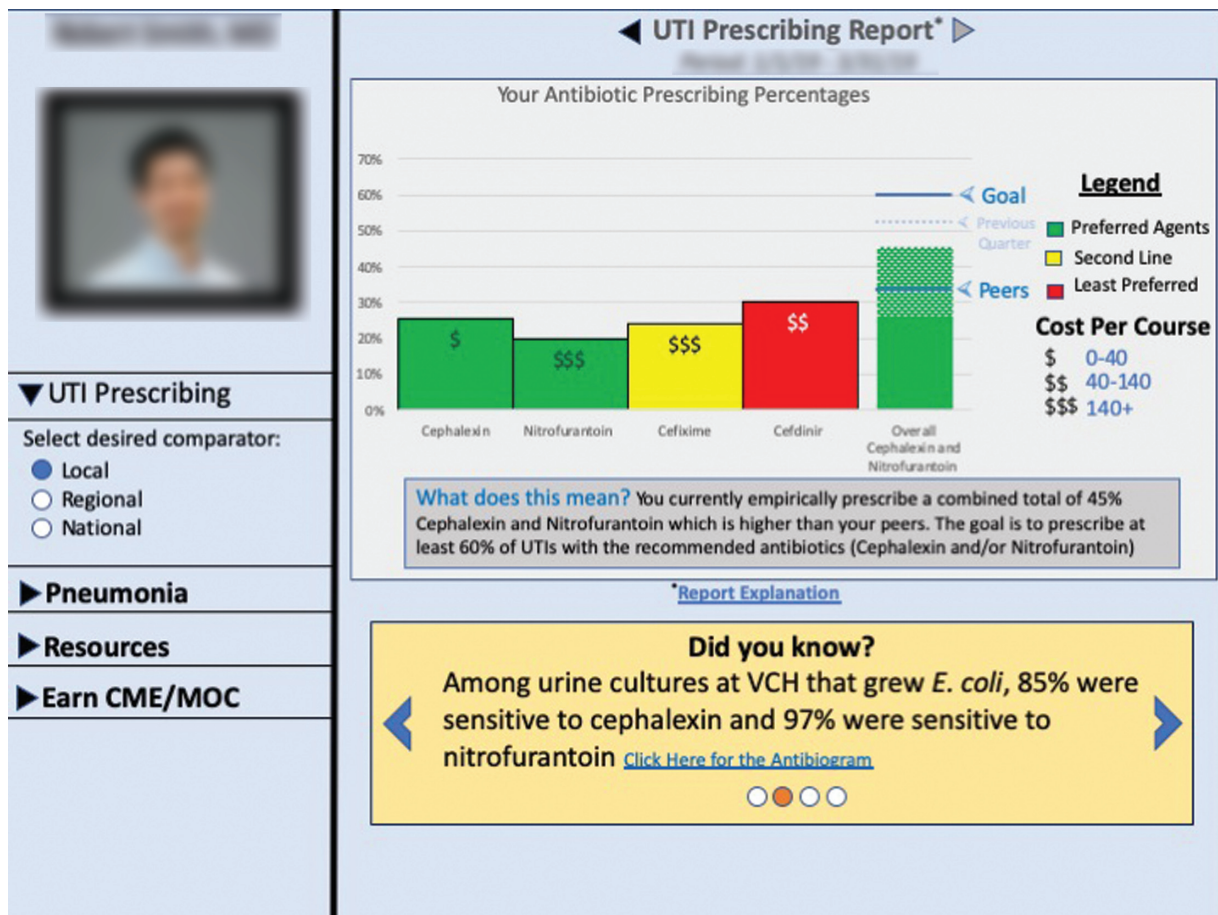 UTI Prescribing
Select desired comparator:
Local
Regional
National
Pneumonia
Resources
Earn CME/MOC
UTI Prescribing Report*
Your Antibiotic Prescribing Percentages
70%
60%
50%
40%
30%
20%
10%
0%
$
$$$
$$$
$$
Cephalexin
Nitrofurantoin
Cefixime
Cefdinir
Overall
Cephalexin and
Nitrofurantoin
Goal
Previous
Quarter
Peers
Legend
Preferred Agents
Second Line
Least Preferred
Cost Per Course
$ 0-40
$$ 40-140
$$$ 140+
What does this mean? You currently empirically prescribe a combined total of 45%
Cephalexin and Nitrofurantoin which is higher than your peers. The goal is to prescribe at
least 60% of UTIs with the recommended antibiotics (Cephalexin and/or Nitrofurantoin)
*Report Explanation
Did you know?
Among urine cultures at VCH that grew E. coli, 85% were
sensitive to cephalexin and 97% were sensitive to
nitrofurantoin Click Here for the Antibiogram